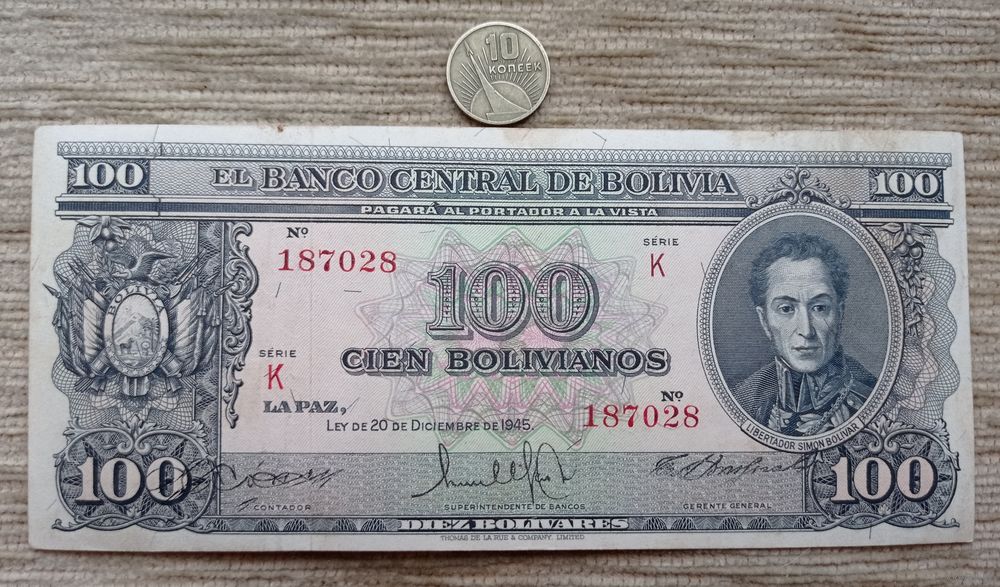 10
КОПЕЕК
100 EL BANCO CENTRAL DE BOLIVIA 100
PAGARÁ AL PORTADOR A LA VISTA
Nº
187028
SÉRIE
K
BOLIVIA
100
CIEN BOLIVIANOS
SÉRIE
K
LA PAZ,
LEY DE 20 DE DICIEMBRE DE 1945.
Nº
187028
LIBERTADOR SIMON BOLIVAR
100
100
CONTADOR
SUPERINTENDENTE DE BANCOS
GERENTE GENERAL
DIEZ BOLIVARES
THOMAS DE LA RUE & COMPANY, LIMITED